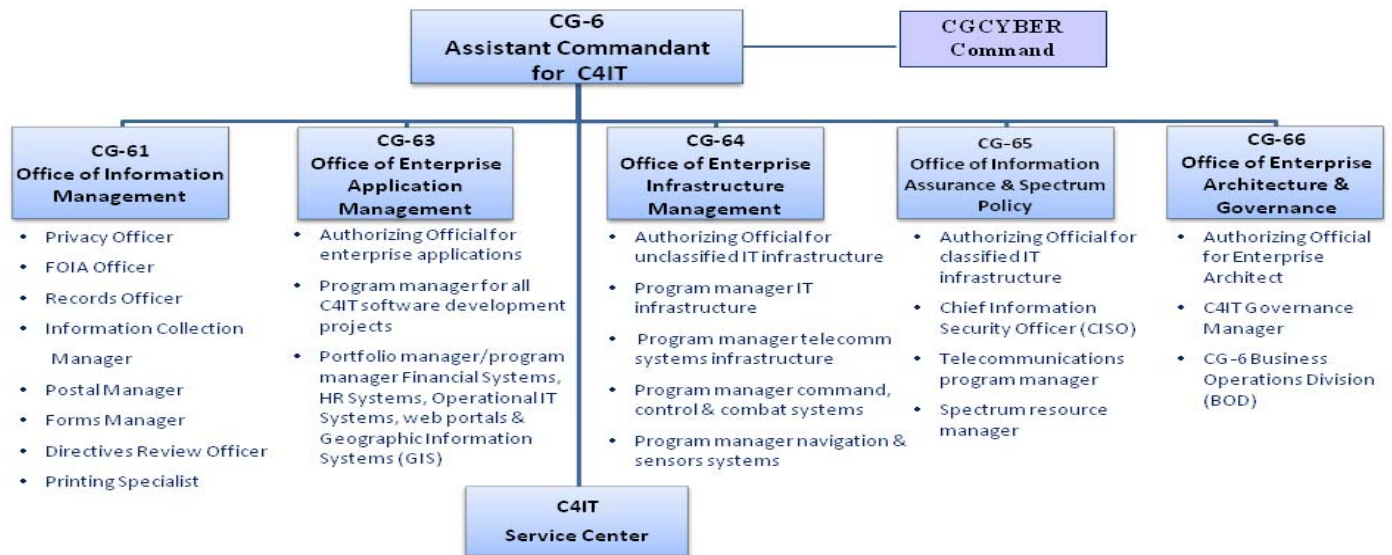 CG-6
Assistant Commandant
for C4IT
CGCYBER
Command
CG-61
Office of Information
Management
• Privacy Officer
• FOIA Officer
• Records Officer
• Information Collection
Manager
• Postal Manager
• Forms Manager
• Directives Review Officer
• Printing Specialist
CG-63
Office of Enterprise
Application
Management
• Authorizing Official for
enterprise applications
• Program manager for all
C4IT software development
projects
• Portfolio manager/program
manager Financial Systems,
HR Systems, Operational IT
Systems, web portals &
Geographic Information
Systems (GIS)
CG-64
Office of Enterprise
Infrastructure
Management
• Authorizing Official for
unclassified IT infrastructure
• Program manager IT
infrastructure
• Program manager telecomm
systems infrastructure
• Program manager command,
control & combat systems
• Program manager navigation &
sensors systems
CG-65
Office of Information
Assurance & Spectrum
Policy
• Authorizing Official for
classified IT
infrastructure
• Chief Information
Security Officer (CISO)
• Telecommunications
program manager
• Spectrum resource
manager
CG-66
Office of Enterprise
Architecture &
Governance
• Authorizing Official
for Enterprise
Architect
• C4IT Governance
Manager
• CG-6 Business
Operations Division
(BOD)
C4IT
Service Center